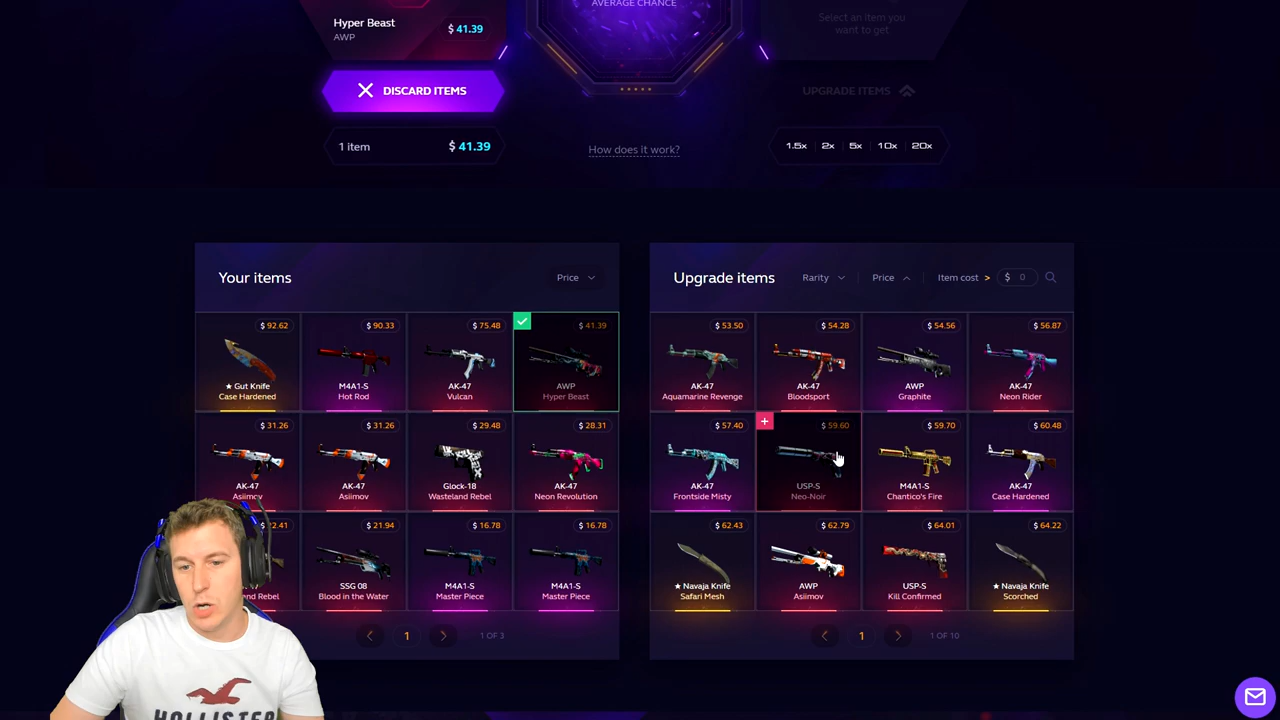 AVERAGE CHANCE
Hyper Beast
AWP
$ 41.39
Select an item you
want to get
DISCARD ITEMS
UPGRADE ITEMS
1 item
$ 41.39
How does it work?
1.5x 2x 5x 10x 20x
Your items
Price
Upgrade items
Rarity
Price
Item cost >
$ 0
$ 92.62
★ Gut Knife
Case Hardened
$ 90.33
M4A1-S
Hot Rod
$ 75.48
AK-47
Vulcan
$ 41.39
AWP
Hyper Beast
$ 31.26
AK-47
Asiimov
$ 31.26
AK-47
Asiimov
$ 29.48
Glock-18
Wasteland Rebel
$ 28.31
AK-47
Neon Revolution
2.41
nd Rebel
$ 21.94
SSG 08
Blood in the Water
$ 16.78
M4A1-S
Master Piece
$ 16.78
M4A1-S
Master Piece
1
1 OF 3
$ 53.50
AK-47
Aquamarine Revenge
$ 54.28
AK-47
Bloodsport
$ 54.56
AWP
Graphite
$ 56.87
AK-47
Neon Rider
$ 57.40
AK-47
Frontside Misty
+
$ 59.60
USP-S
Neo-Noir
$ 59.70
M4A1-S
Chantico's Fire
$ 60.48
AK-47
Case Hardened
$ 62.43
★ Navaja Knife
Safari Mesh
$ 62.79
AWP
Asiimov
$ 64.01
USP-S
Kill Confirmed
$ 64.22
★ Navaja Knife
Scorched
1
1 OF 10
HOLLISTER